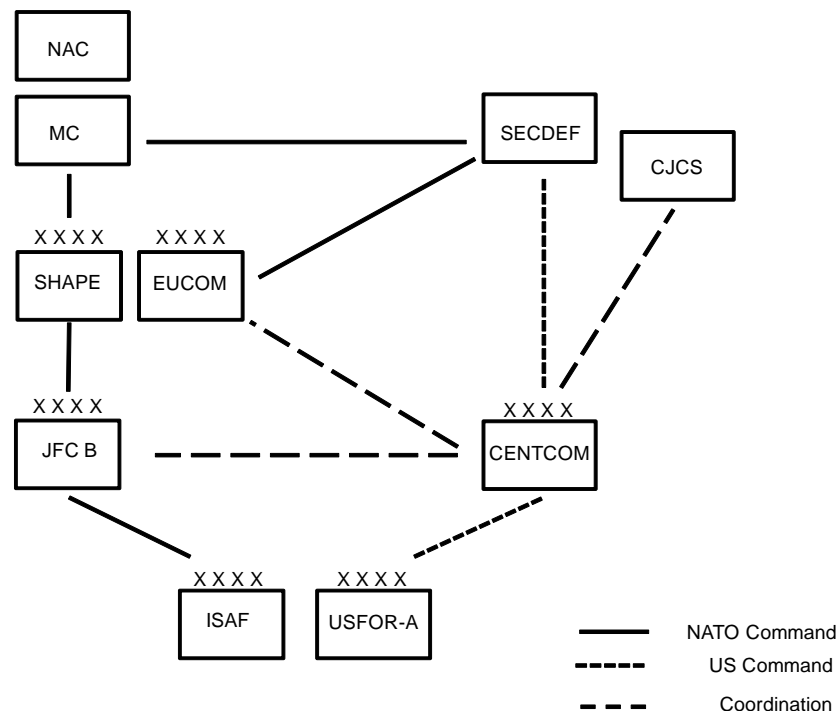 NAC
MC
SECDEF
CJCS
X X X X
X X X X
SHAPE
EUCOM
X X X X
X X X X
JFC B
CENTCOM
X X X X
X X X X
ISAF
USFOR-A
NATO Command
US Command
Coordination